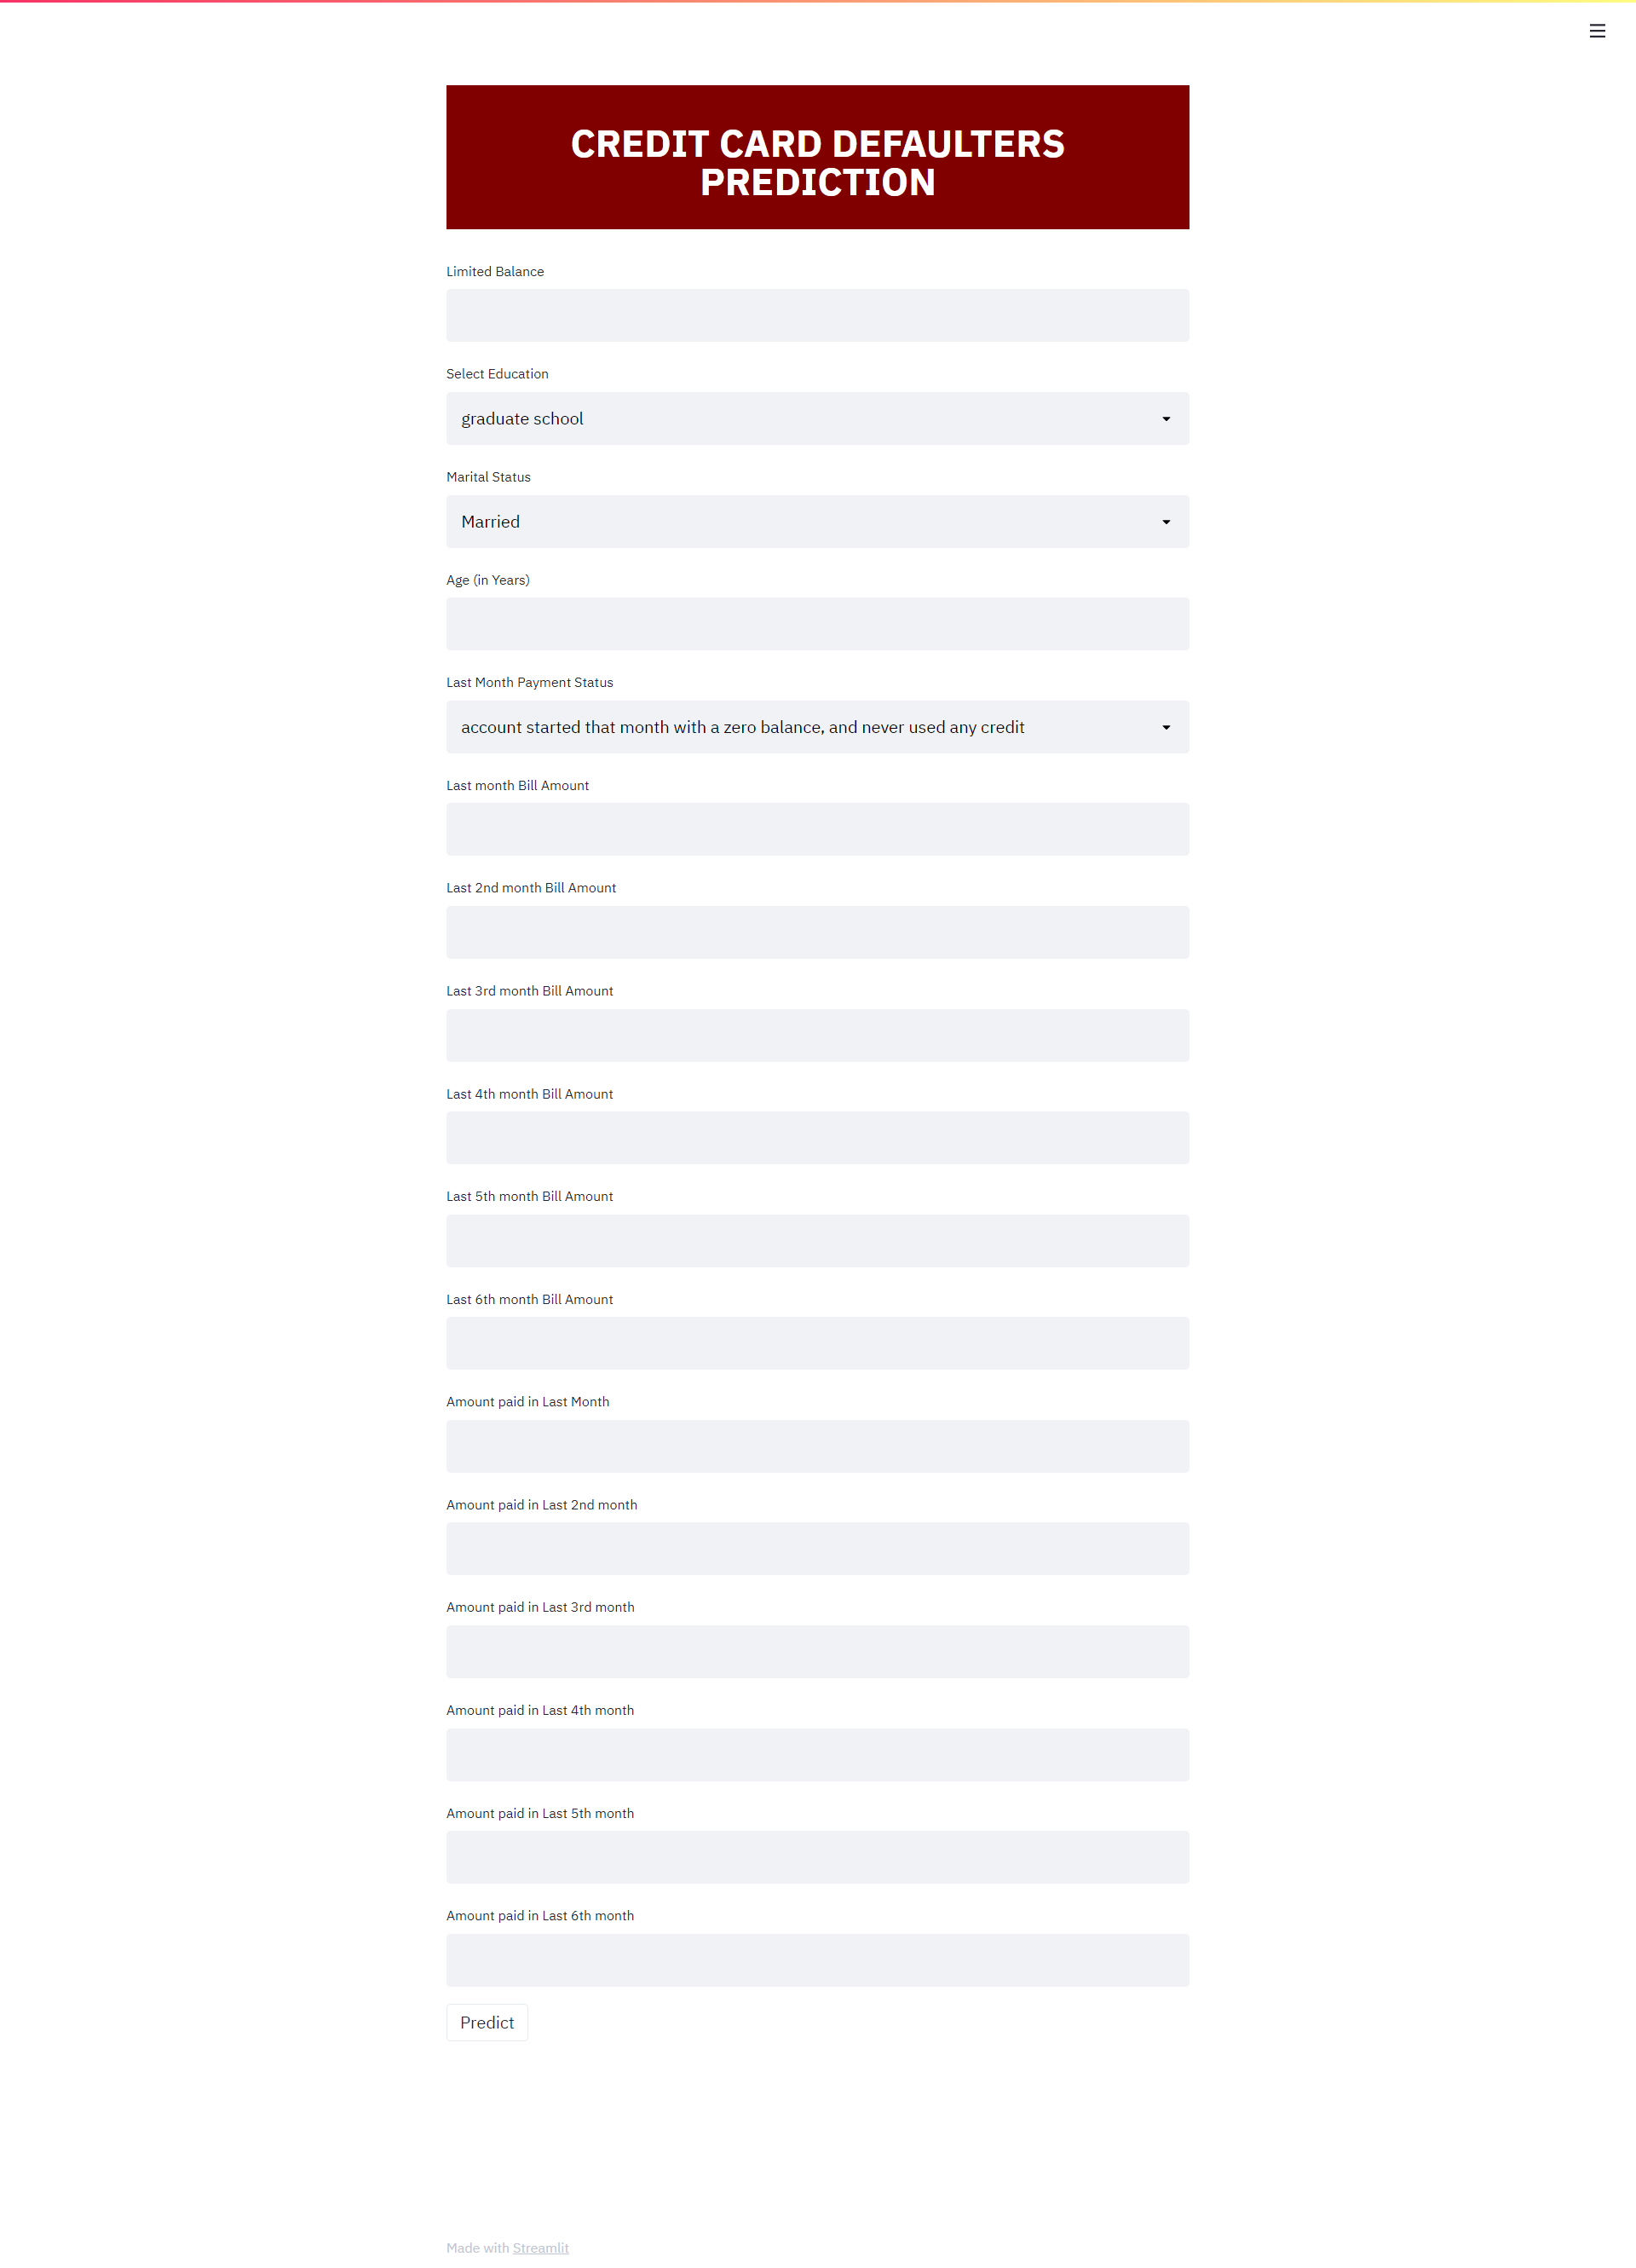 CREDIT CARD DEFAULTERS
PREDICTION
Limited Balance
Select Education
graduate school
Marital Status
Married
Age (in Years)
Last Month Payment Status
account started that month with a zero balance, and never used any credit
Last month Bill Amount
Last 2nd month Bill Amount
Last 3rd month Bill Amount
Last 4th month Bill Amount
Last 5th month Bill Amount
Last 6th month Bill Amount
Amount paid in Last Month
Amount paid in Last 2nd month
Amount paid in Last 3rd month
Amount paid in Last 4th month
Amount paid in Last 5th month
Amount paid in Last 6th month
Predict
Made with Streamlit